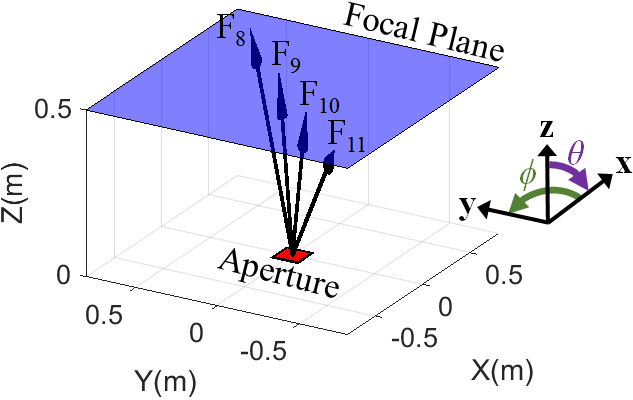 Focal Plane
F8
F9
F10
F11
0.5
0
Z(m)
Aperture
0.5
0
-0.5
Y(m)
0.5
0
-0.5
X(m)
z
θ
x
ϕ
y